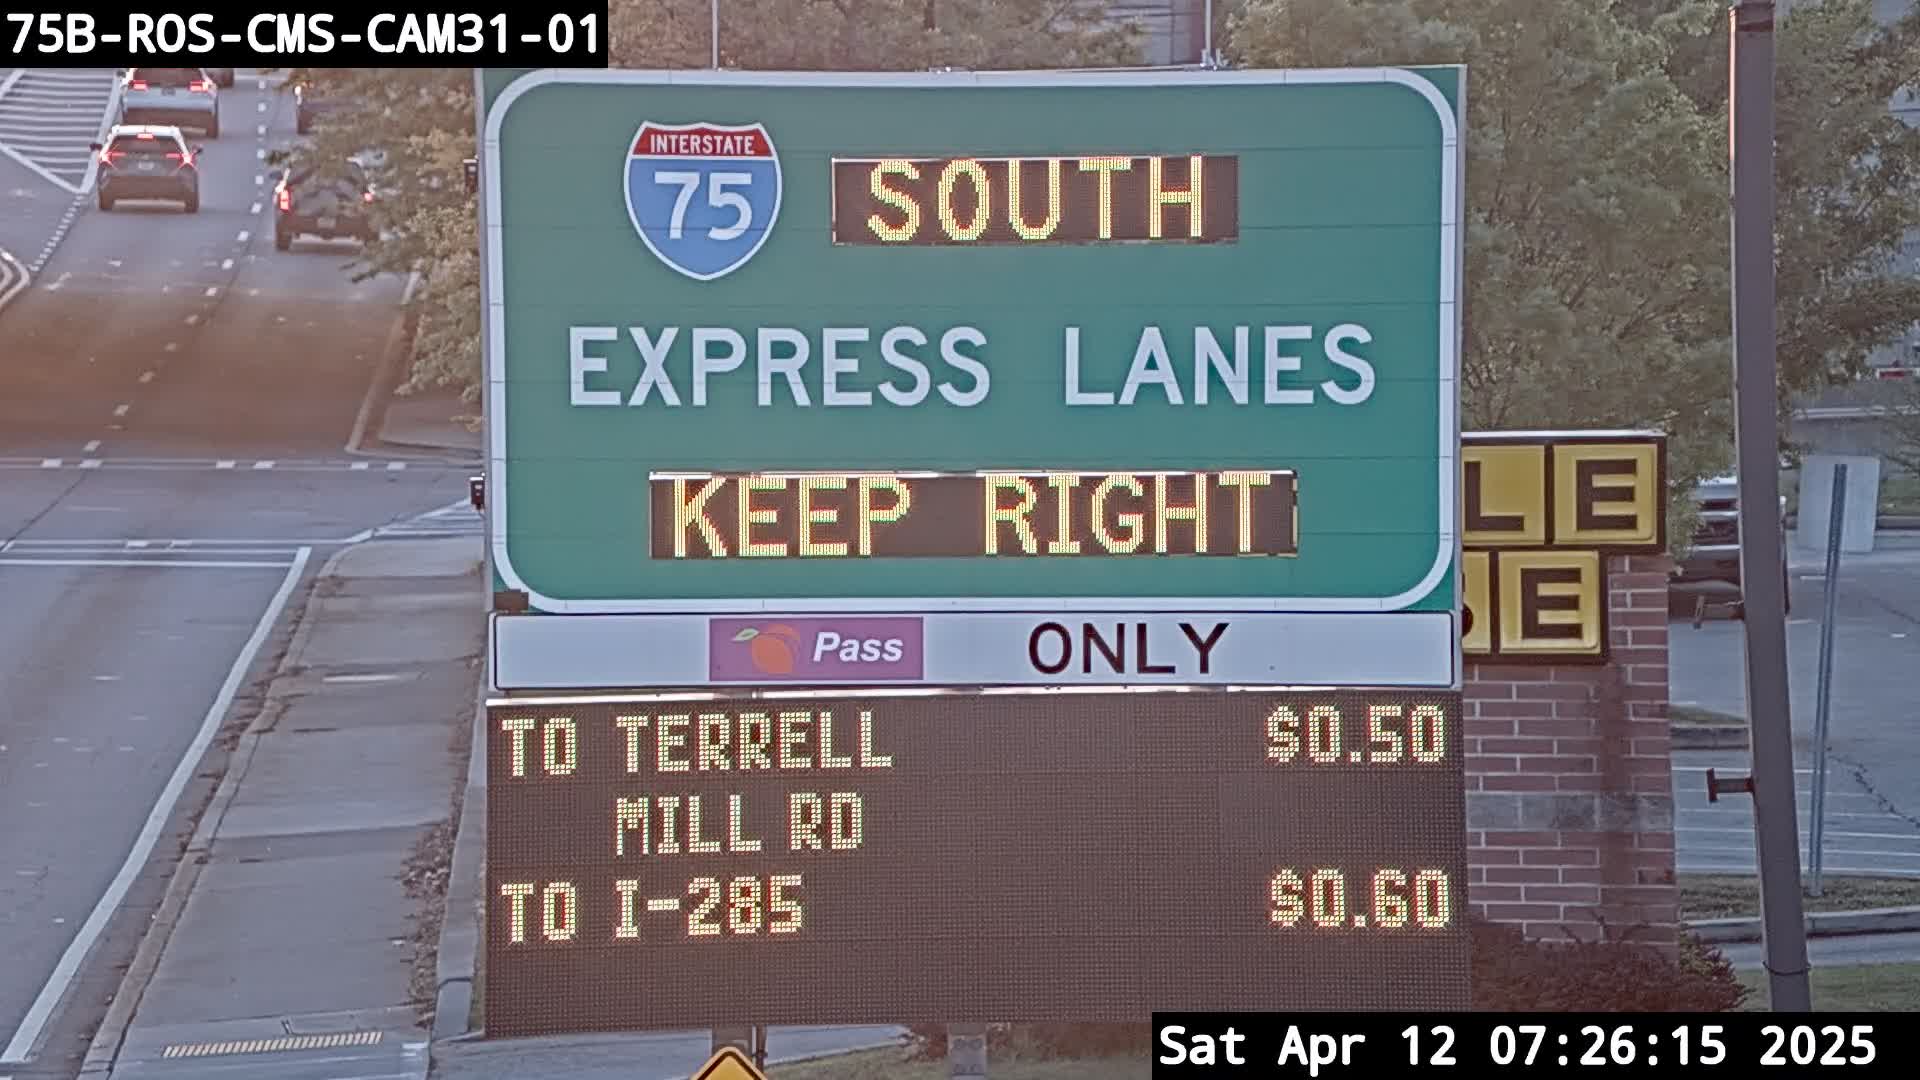 75B-ROS-CMS-CAM31-01
INTERSTATE
75
SOUTH
EXPRESS LANES
KEEP RIGHT
Pass ONLY
TO TERRELL $0.50
MILL RD
TO I-285 $0.60
LE
E
Sat Apr 12 07:26:15 2025